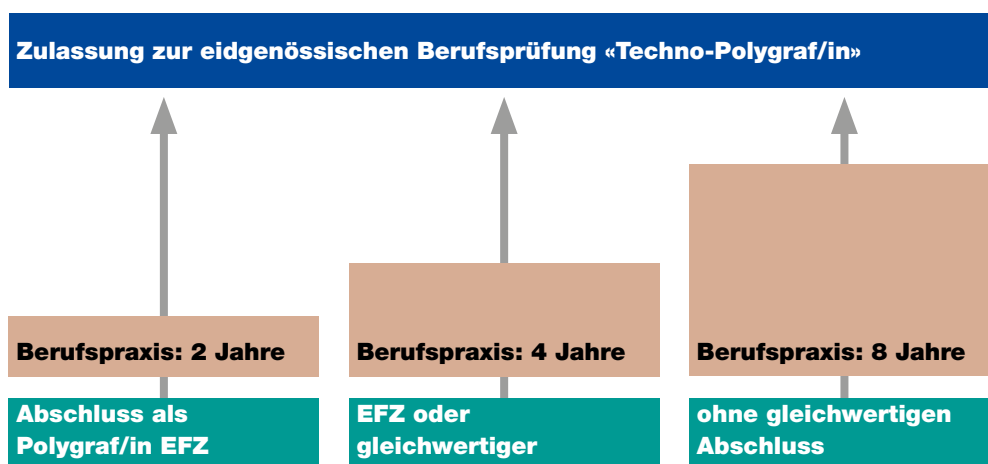 Zulassung zur eidgenössischen Berufsprüfung «Techno-Polygraf/in»
Berufspraxis: 2 Jahre
Berufspraxis: 4 Jahre
Berufspraxis: 8 Jahre
Abschluss als
Polygraf/in EFZ
EFZ oder
gleichwertiger
ohne gleichwertigen
Abschluss